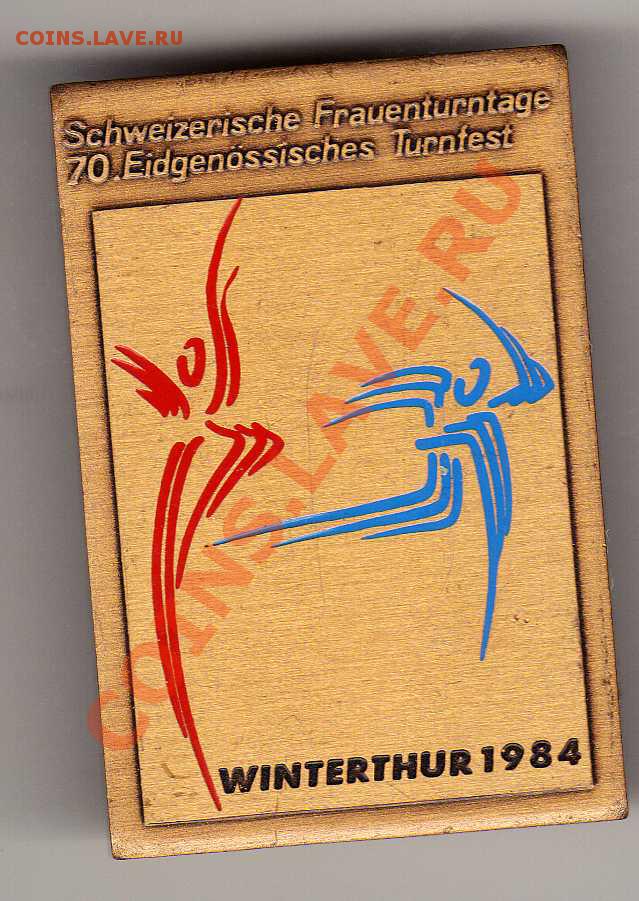 COINS.LAVE.RU
Schweizerische Frauenturntage
70.Eidgenössisches Turnfest
COINS.LAVE.RU
WINTERTHUR 1984